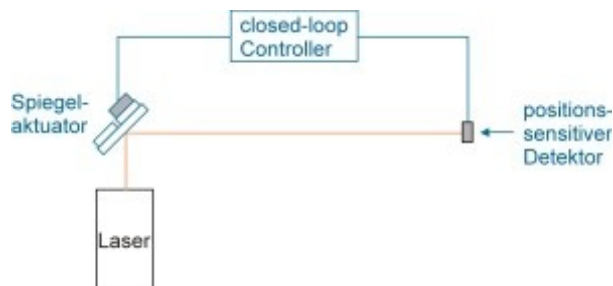 closed-loop
Controller
Spiegel-
aktuator
positions-
sensitiver
Detektor
Laser